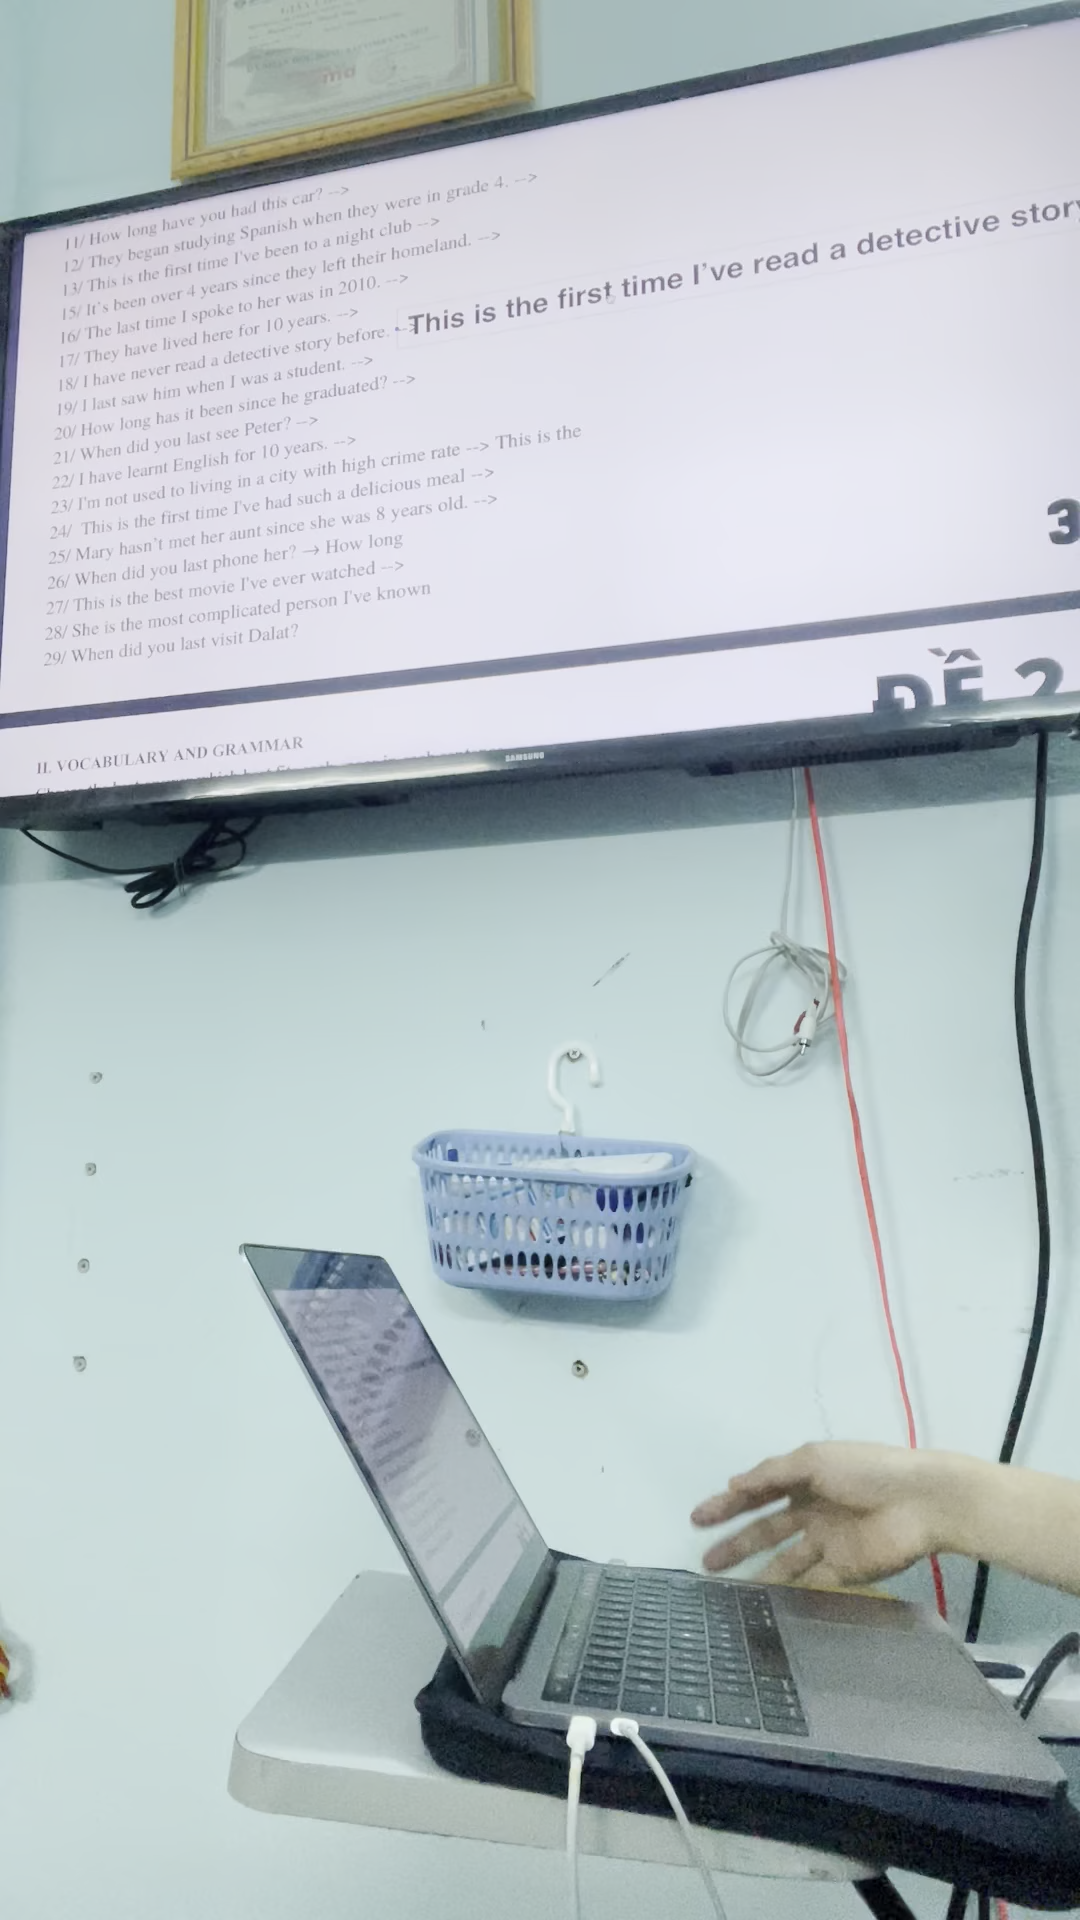 11/ How long have you had this car? -->
12/ They began studying Spanish when they were in grade 4. -->
13/ This is the first time I've been to a night club -->
15/ It's been over 4 years since they left their homeland. -->
16/ The last time I spoke to her was in 2010. -->
17/ They have lived here for 10 years. -->
18/ I have never read a detective story before. --> This is the first time I've read a detective story
19/ I last saw him when I was a student. -->
20/ How long has it been since he graduated? -->
21/ When did you last see Peter? -->
22/ I have learnt English for 10 years. -->
23/ I'm not used to living in a city with high crime rate --> This is the
24/ This is the first time I've had such a delicious meal -->
25/ Mary hasn't met her aunt since she was 8 years old. -->
26/ When did you last phone her? → How long
27/ This is the best movie I've ever watched -->
28/ She is the most complicated person I've known
29/ When did you last visit Dalat?
3
ĐỀ 2
II. VOCABULARY AND GRAMMAR
SAMSUNG